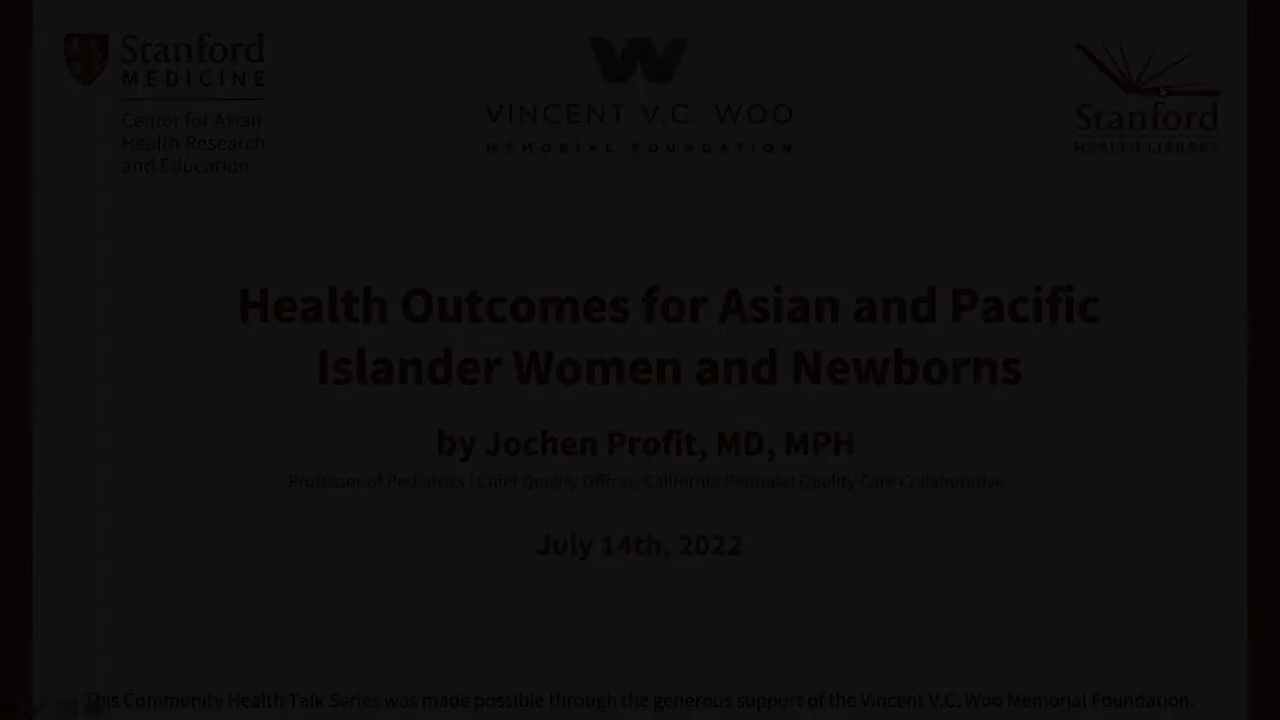 Stanford
MEDICINE
Center for Asian
Health Research
and Education
VINCENT V.C. WOO
MEMORIAL FOUNDATION
Stanford
HEALTH LIBRARY
Health Outcomes for Asian and Pacific
Islander Women and Newborns
by Jochen Profit, MD, MPH
Professor of Pediatrics | Chief Quality Officer, California Perinatal Quality Care Collaborative
July 14th, 2022
This Community Health Talk Series was made possible through the generous support of the Vincent V.C. Woo Memorial Foundation.